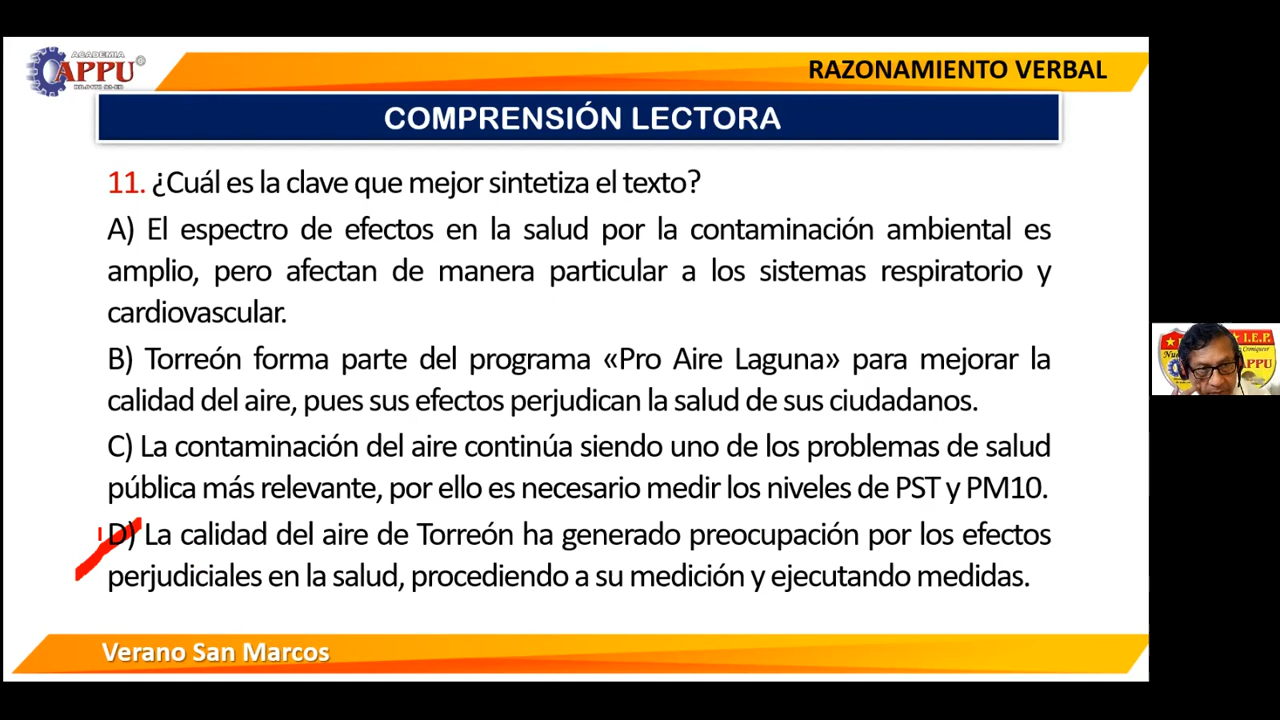 ACADEMIA
APPU
RAZONAMIENTO VERBAL
COMPRENSIÓN LECTORA
11. ¿Cuál es la clave que mejor sintetiza el texto?
A) El espectro de efectos en la salud por la contaminación ambiental es
amplio, pero afectan de manera particular a los sistemas respiratorio y
cardiovascular.
B) Torreón forma parte del programa «Pro Aire Laguna» para mejorar la
calidad del aire, pues sus efectos perjudican la salud de sus ciudadanos.
C) La contaminación del aire continúa siendo uno de los problemas de salud
pública más relevante, por ello es necesario medir los niveles de PST y PM10.
D) La calidad del aire de Torreón ha generado preocupación por los efectos
perjudiciales en la salud, procediendo a su medición y ejecutando medidas.
I.E.P.
APPU
Verano San Marcos